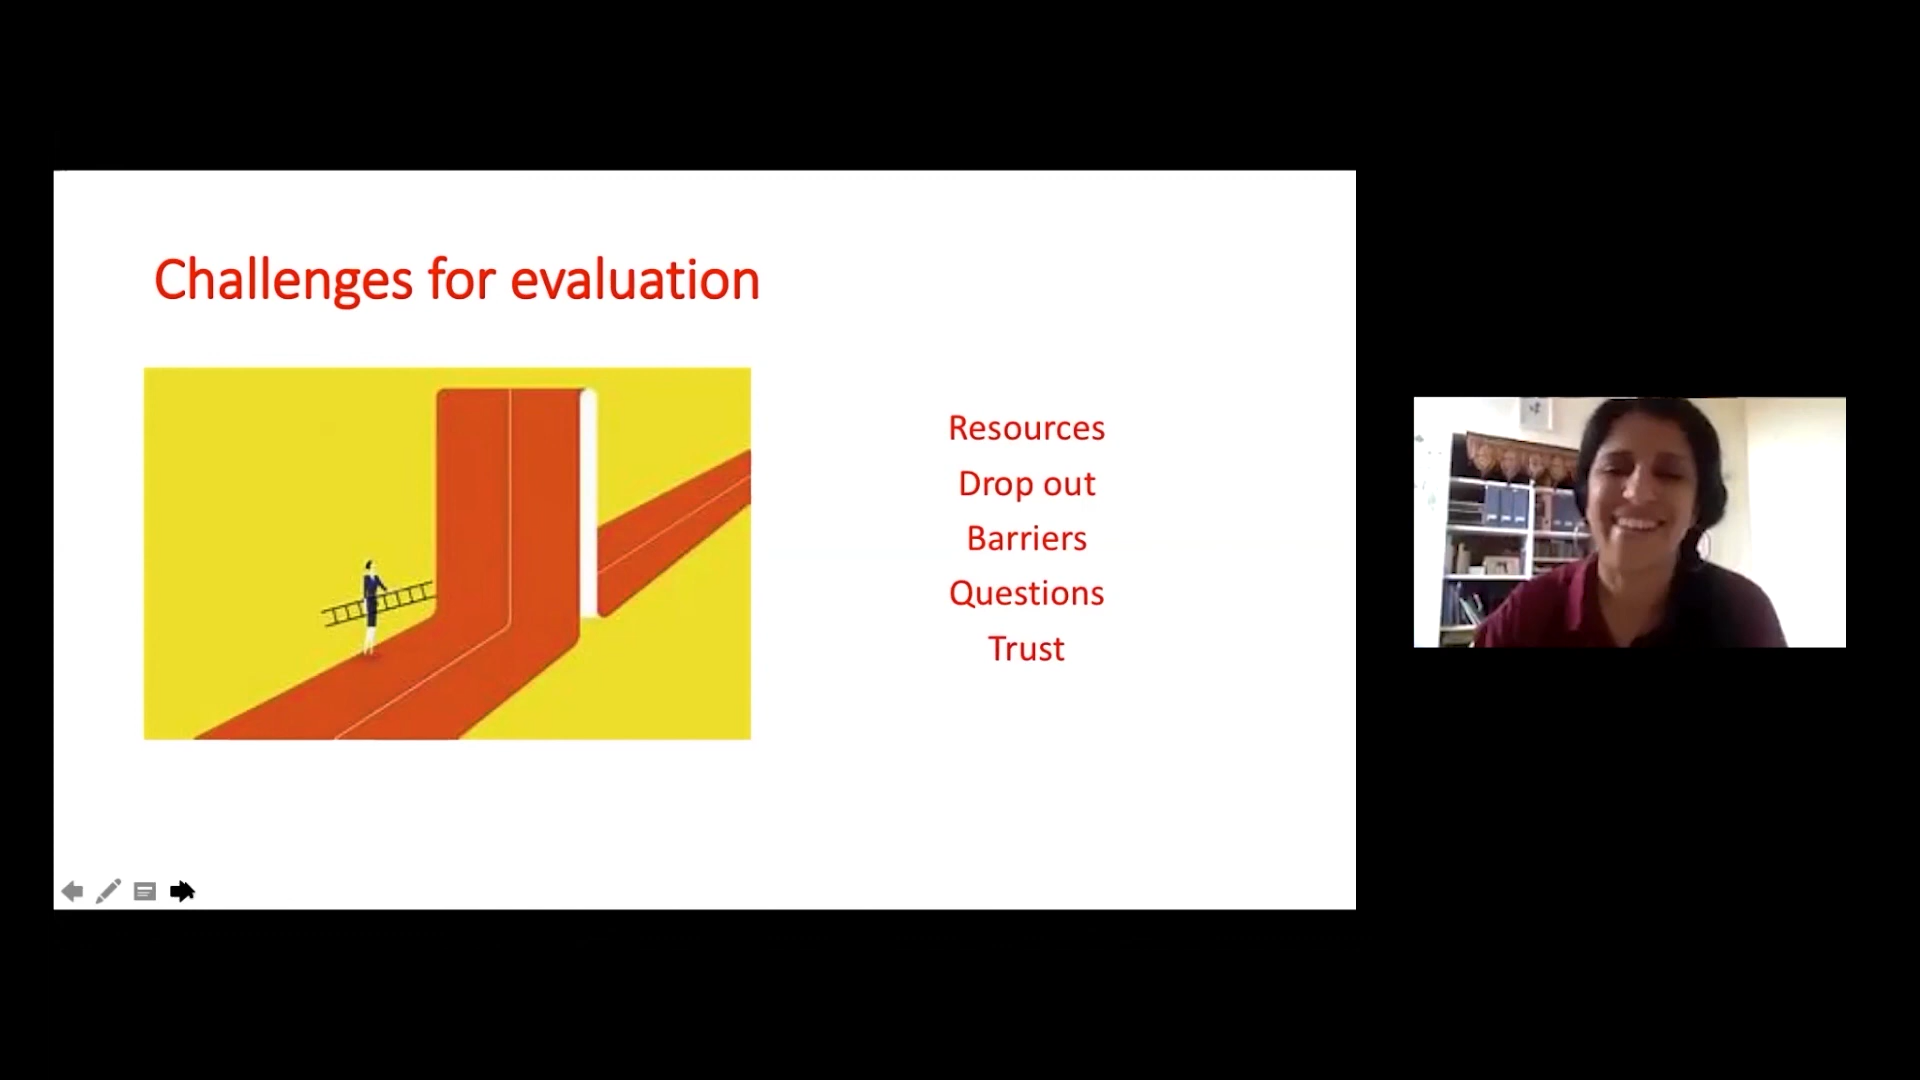 Challenges for evaluation
Resources
Drop out
Barriers
Questions
Trust